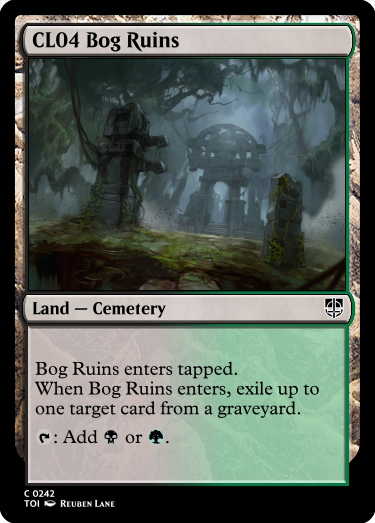 CL04 Bog Ruins
Land — Cemetery
Bog Ruins enters tapped.
When Bog Ruins enters, exile up to
one target card from a graveyard.
: Add or .
C 0242
TOI Reuben Lane